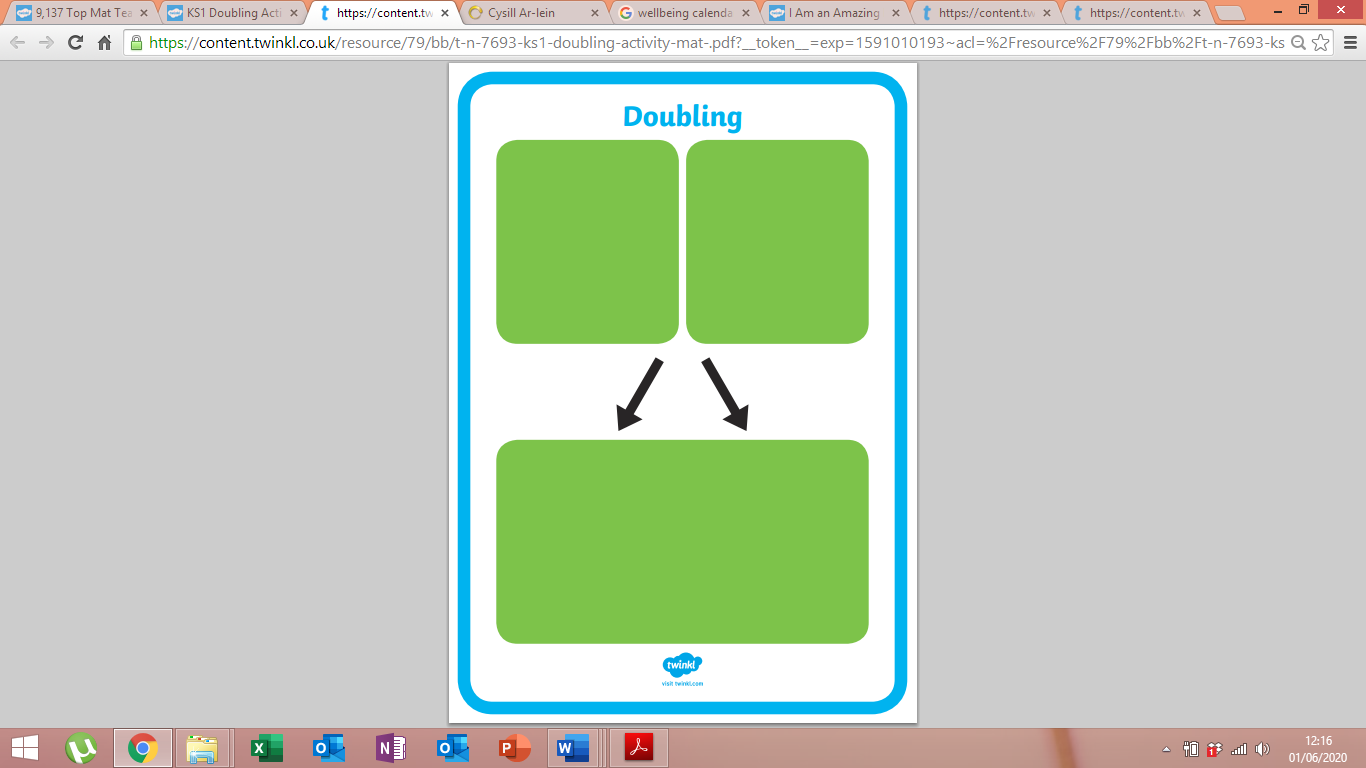 9,137 Top Mat Tea
KS1 Doubling Acti
https://content.tw
Cysill Ar-lein
wellbeing calenda
I Am an Amazing
https://content.tw
https://content.tw
https://content.twinkl.co.uk/resource/79/bb/t-n-7693-ks1-doubling-activity-mat-.pdf?__token__=exp=1591010193~acl=%2Fresource%2F79%2Fbb%2Ft-n-7693-ks
Doubling
twinkl
visit twinkl.com
12:16
01/06/2020